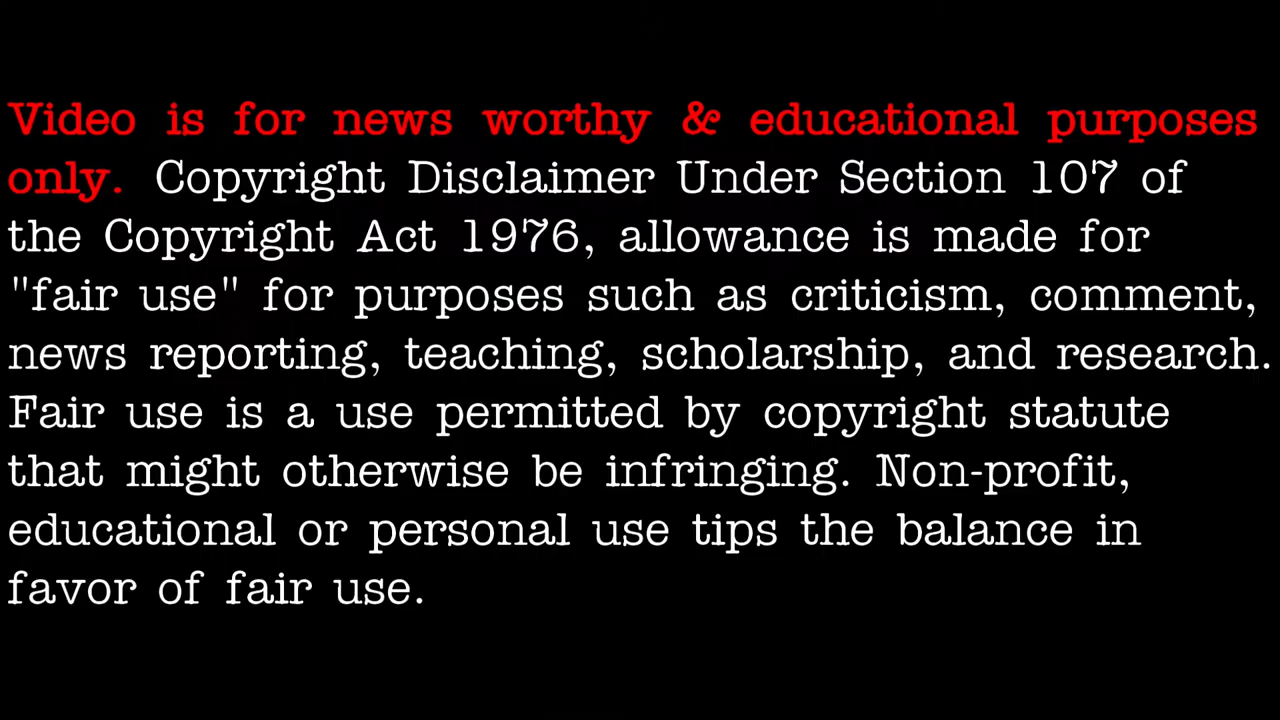 Video is for news worthy & educational purposes
only. Copyright Disclaimer Under Section 107 of
the Copyright Act 1976, allowance is made for
"fair use" for purposes such as criticism, comment,
news reporting, teaching, scholarship, and research.
Fair use is a use permitted by copyright statute
that might otherwise be infringing. Non-profit,
educational or personal use tips the balance in
favor of fair use.